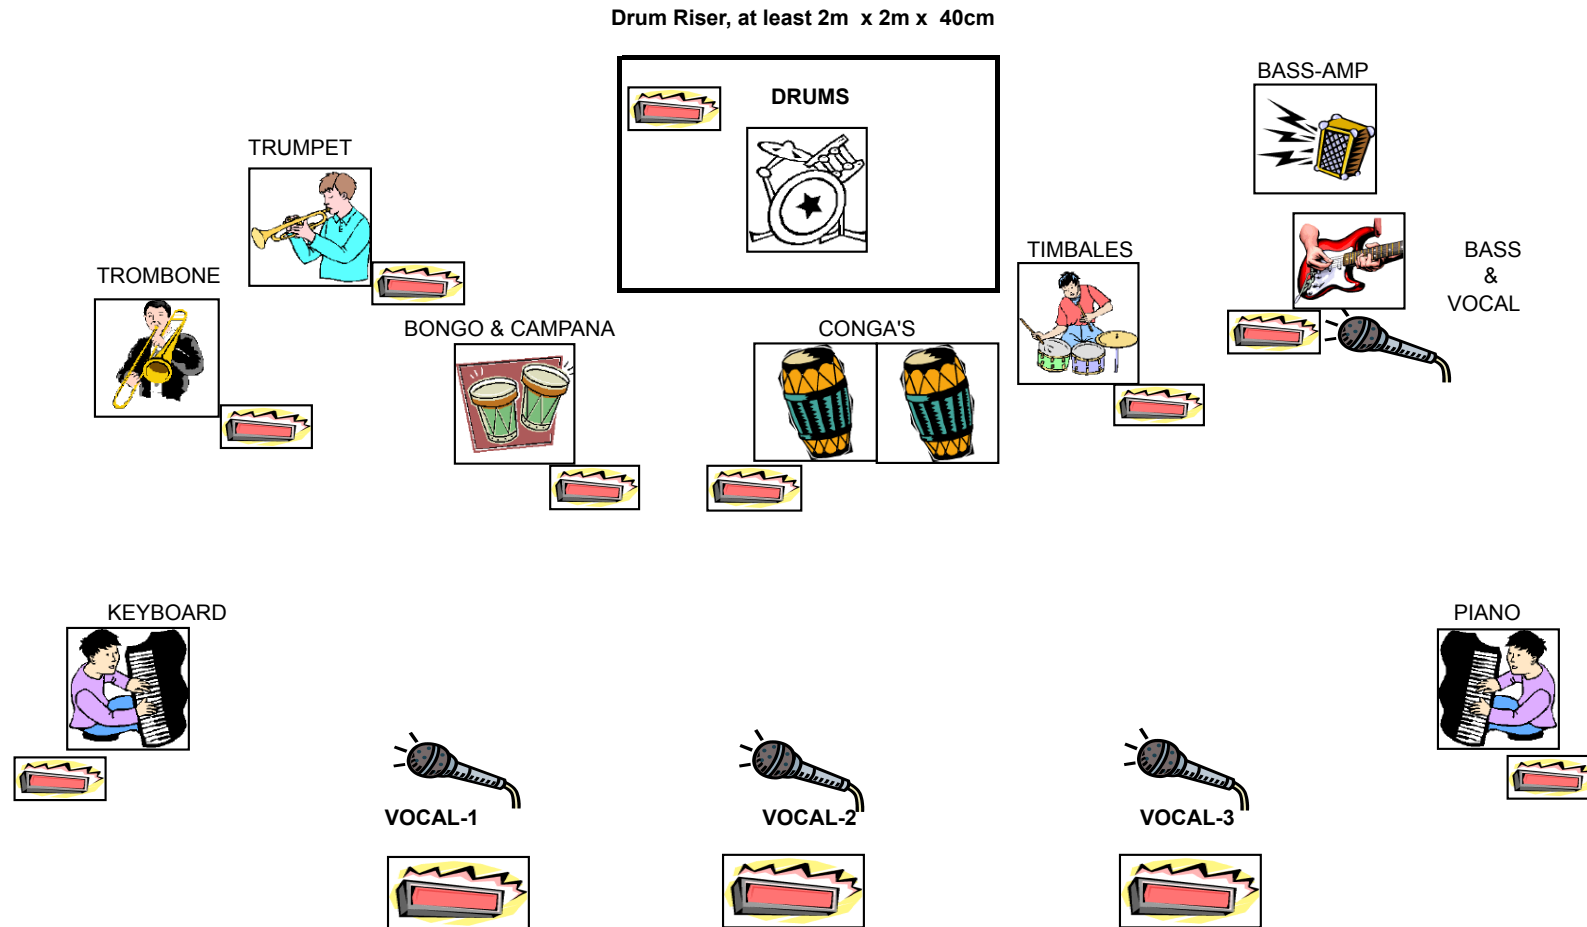 Drum Riser, at least 2m  x 2m x  40cm
BASS-AMP
DRUMS
TRUMPET
TIMBALES
BASS
&
VOCAL
TROMBONE
BONGO & CAMPANA
CONGA'S
KEYBOARD
PIANO
VOCAL-1
VOCAL-2
VOCAL-3